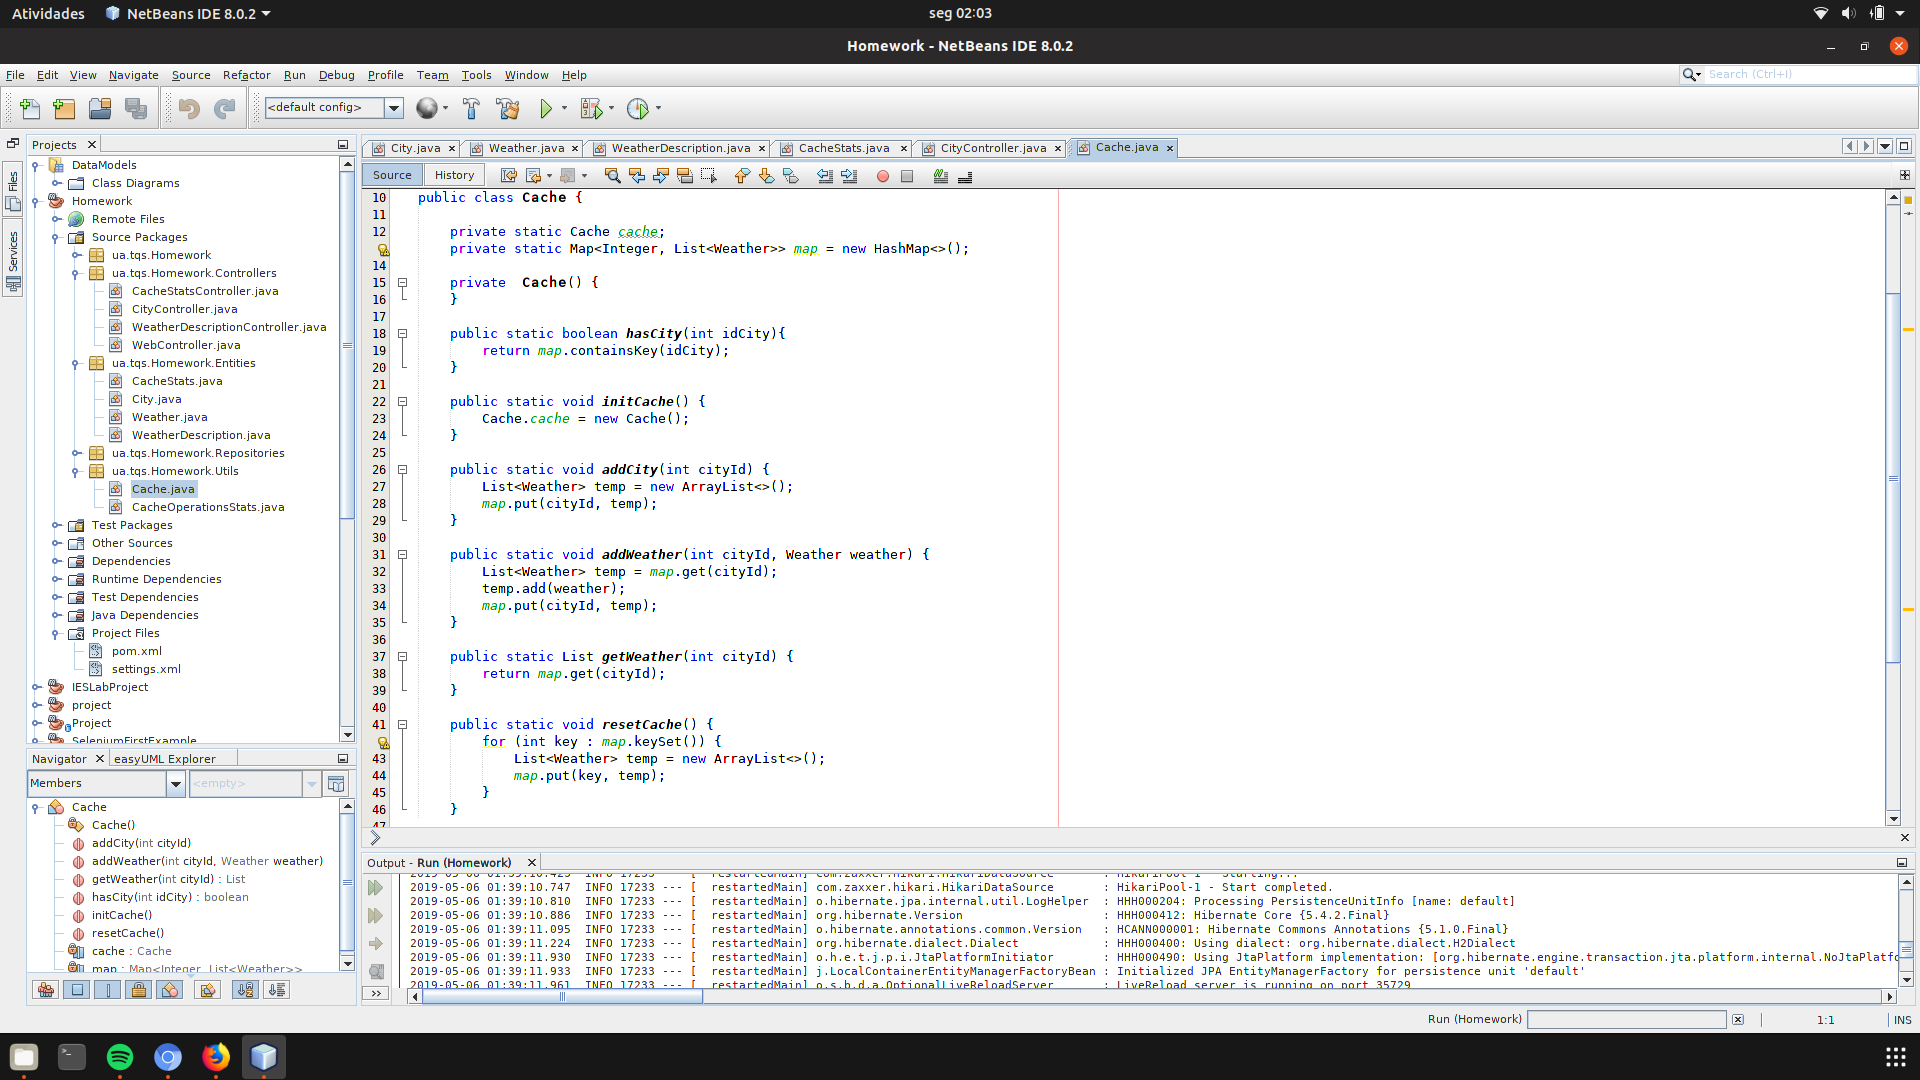 Atividades NetBeans IDE 8.0.2 seg 02:03
Homework - NetBeans IDE 8.0.2
File Edit View Navigate Source Refactor Run Debug Profile Team Tools Window Help Search (Ctrl+I)
<default config>
Files
Services
Projects
DataModels
Class Diagrams
Homework
Remote Files
Source Packages
ua.tqs.Homework
ua.tqs.Homework.Controllers
CacheStatsController.java
CityController.java
WeatherDescriptionController.java
WebController.java
ua.tqs.Homework.Entities
CacheStats.java
City.java
Weather.java
WeatherDescription.java
ua.tqs.Homework.Repositories
ua.tqs.Homework.Utils
Cache.java
CacheOperationsStats.java
Test Packages
Other Sources
Dependencies
Runtime Dependencies
Test Dependencies
Java Dependencies
Project Files
pom.xml
settings.xml
IESLabProject
project
Project
SeleniumFirstExample
Navigator easyUML Explorer
Members <empty>
Cache
Cache()
addCity(int cityId)
addWeather(int cityId, Weather weather)
getWeather(int cityId) : List
hasCity(int idCity) : boolean
initCache()
resetCache()
cache : Cache
map : Map<Integer, List<Weather>>
City.java Weather.java WeatherDescription.java CacheStats.java CityController.java Cache.java
Source History
10 public class Cache {
11
12 private static Cache cache;
private static Map<Integer, List<Weather>> map = new HashMap<>();
14
15 private  Cache() {
16 }
17
18 public static boolean hasCity(int idCity){
19 return map.containsKey(idCity);
20 }
21
22 public static void initCache() {
23 Cache.cache = new Cache();
24 }
25
26 public static void addCity(int cityId) {
27 List<Weather> temp = new ArrayList<>();
28 map.put(cityId, temp);
29 }
30
31 public static void addWeather(int cityId, Weather weather) {
32 List<Weather> temp = map.get(cityId);
33 temp.add(weather);
34 map.put(cityId, temp);
35 }
36
37 public static List getWeather(int cityId) {
38 return map.get(cityId);
39 }
40
41 public static void resetCache() {
for (int key : map.keySet()) {
43 List<Weather> temp = new ArrayList<>();
44 map.put(key, temp);
45 }
46 }
47
Output - Run (Homework)
2019-05-06 01:39:10.425 INFO 17233 --- [ restartedMain] com.zaxxer.hikari.HikariDataSource : HikariPool-1 - Starting...
2019-05-06 01:39:10.747 INFO 17233 --- [ restartedMain] com.zaxxer.hikari.HikariDataSource : HikariPool-1 - Start completed.
2019-05-06 01:39:10.810 INFO 17233 --- [ restartedMain] o.hibernate.jpa.internal.util.LogHelper : HHH000204: Processing PersistenceUnitInfo [name: default]
2019-05-06 01:39:10.886 INFO 17233 --- [ restartedMain] org.hibernate.Version : HHH000412: Hibernate Core {5.4.2.Final}
2019-05-06 01:39:11.095 INFO 17233 --- [ restartedMain] o.hibernate.annotations.common.Version : HCANN000001: Hibernate Commons Annotations {5.1.0.Final}
2019-05-06 01:39:11.224 INFO 17233 --- [ restartedMain] org.hibernate.dialect.Dialect : HHH000400: Using dialect: org.hibernate.dialect.H2Dialect
2019-05-06 01:39:11.930 INFO 17233 --- [ restartedMain] o.h.e.t.j.p.i.JtaPlatformInitiator : HHH000490: Using JtaPlatform implementation: [org.hibernate.engine.transaction.jta.platform.internal.NoJtaPlatfo
2019-05-06 01:39:11.933 INFO 17233 --- [ restartedMain] j.LocalContainerEntityManagerFactoryBean : Initialized JPA EntityManagerFactory for persistence unit 'default'
2019-05-06 01:39:11.961 INFO 17233 --- [ restartedMain] o.s.b.d.a.OptionalLiveReloadServer : LiveReload server is running on port 35729
Run (Homework) 1:1 INS